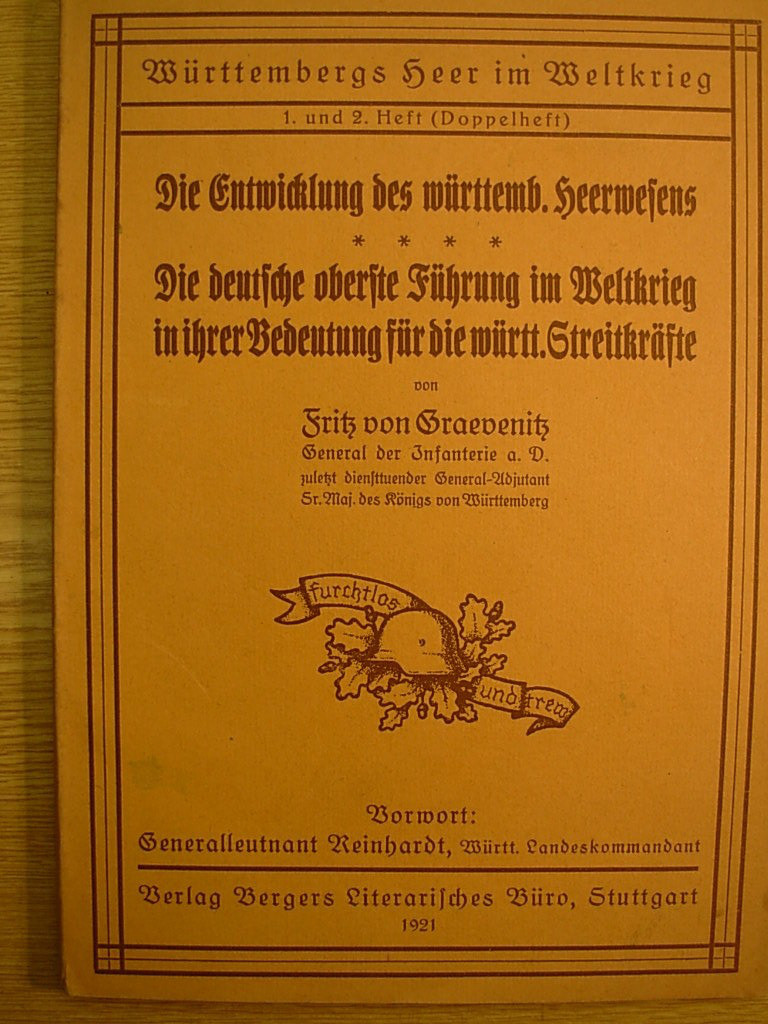 Württembergs Heer im Weltkrieg
1. und 2. Heft (Doppelheft)
Die Entwicklung des württemb. Heerwesens
* * * *
Die deutsche oberste Führung im Weltkrieg
in ihrer Bedeutung für die württ. Streitkräfte
von
Fritz von Graevenitz
General der Infanterie a. D.
zuletzt diensttuender General-Adjutant
Sr. Maj. des Königs von Württemberg
furchtlos
und trew
Vorwort:
Generalleutnant Reinhardt, Württ. Landeskommandant
Verlag Bergers Literarisches Büro, Stuttgart
1921